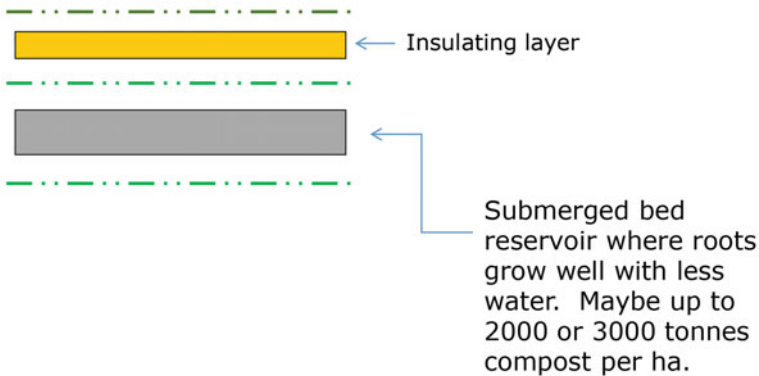 Insulating layer
Submerged bed
reservoir where roots
grow well with less
water.  Maybe up to
2000 or 3000 tonnes
compost per ha.